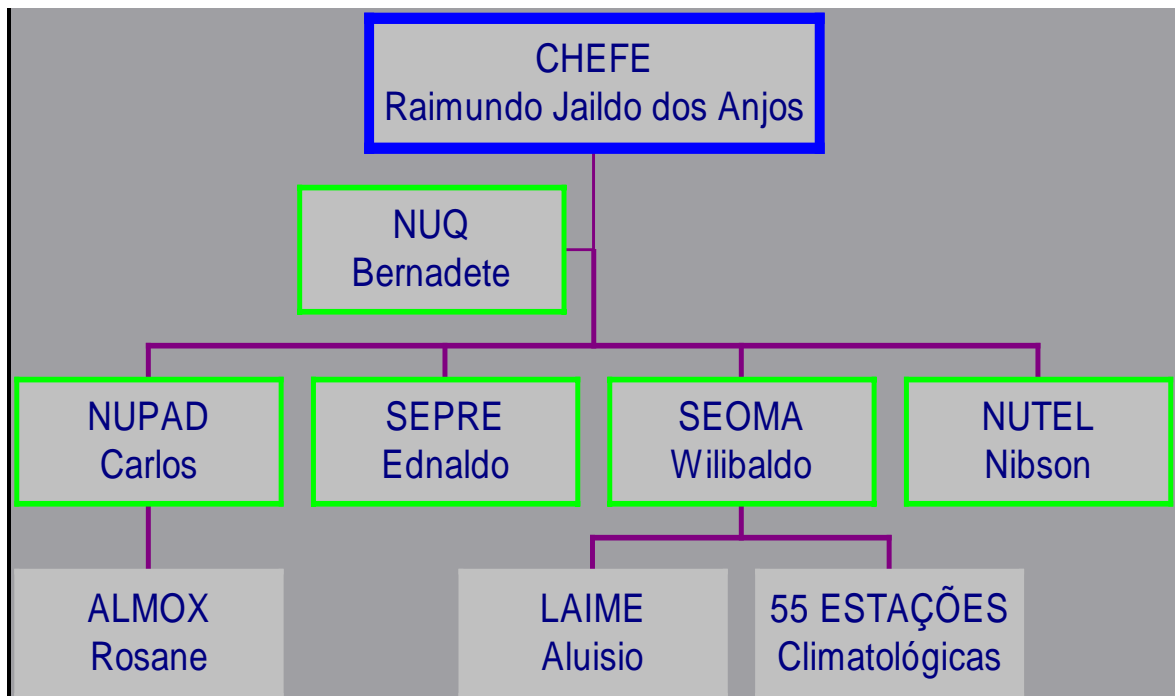 CHEFE
Raimundo Jaildo dos Anjos
NUQ
Bernadete
NUPAD
Carlos
SEPRE
Ednaldo
SEOMA
Wilibaldo
NUTEL
Nibson
ALMOX
Rosane
LAIME
Aluisio
55 ESTAÇÕES
Climatológicas